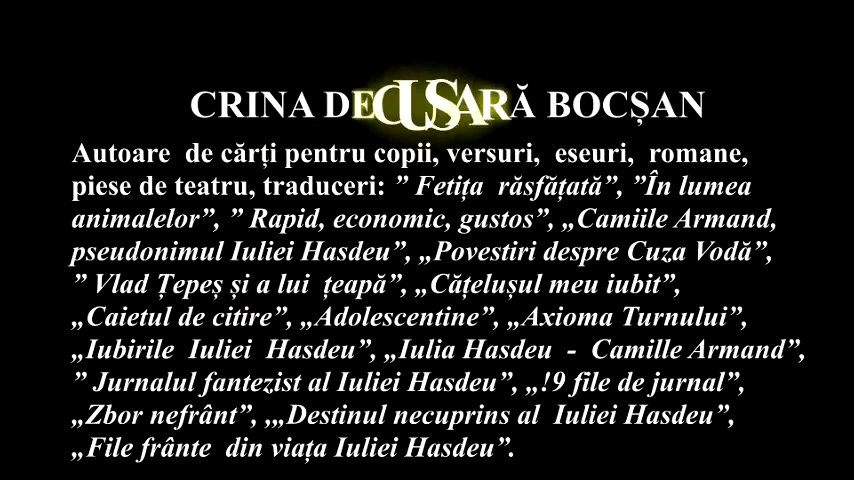 CRINA DECUSARĂ BOCȘAN
Autoare de cărți pentru copii, versuri, eseuri, romane,
piese de teatru, traduceri: ” Fetița răsfățată”, ”În lumea
animalelor”, ” Rapid, economic, gustos”, „Camiile Armand,
pseudonimul Iuliei Hasdeu”, „Povestiri despre Cuza Vodă”,
” Vlad Țepeș și a lui țeapă”, „Cățelușul meu iubit”,
„Caietul de citire”, „Adolescentine”, „Axioma Turnului”,
„Iubirile Iuliei Hasdeu”, „Iulia Hasdeu - Camille Armand”,
” Jurnalul fantezist al Iuliei Hasdeu”, „!9 file de jurnal”,
„Zbor nefrânt”, „„Destinul necuprins al Iuliei Hasdeu”,
„File frânte din viața Iuliei Hasdeu”.